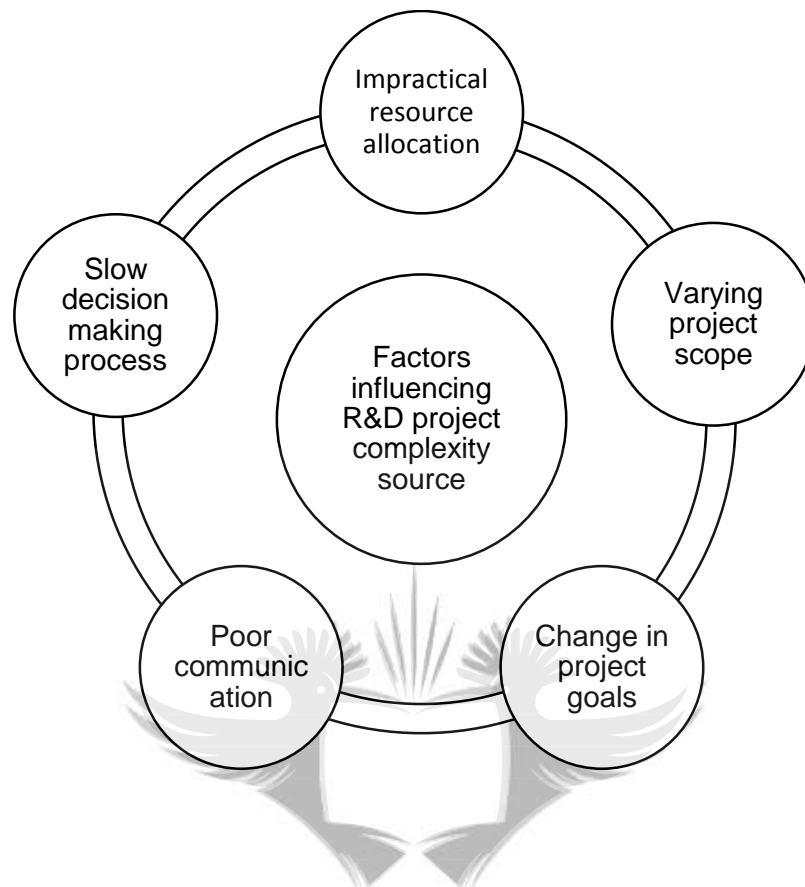 Impractical
resource
allocation
Varying
project
scope
Change in
project
goals
Poor
communic
ation
Slow
decision
making
process
Factors
influencing
R&D project
complexity
source